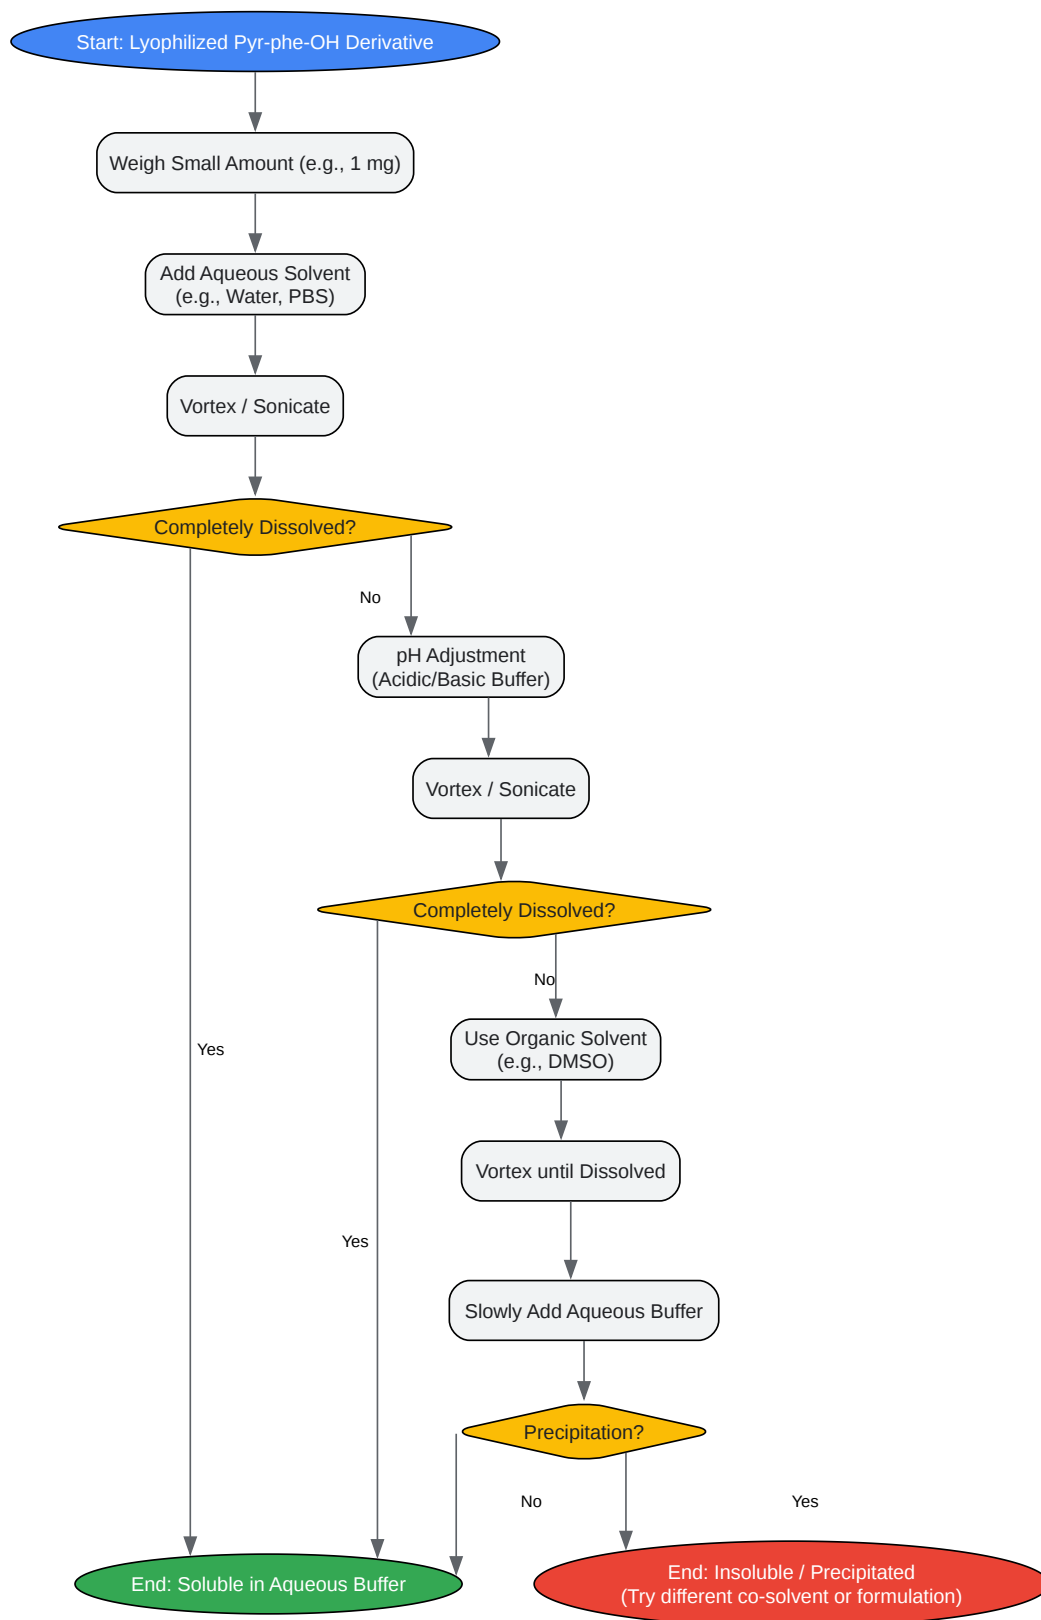 Start: Lyophilized Pyr-phe-OH Derivative
Weigh Small Amount (e.g., 1 mg)
Add Aqueous Solvent
(e.g., Water, PBS)
Vortex / Sonicate
Completely Dissolved?
No
pH Adjustment
(Acidic/Basic Buffer)
Vortex / Sonicate
Completely Dissolved?
No
Use Organic Solvent
(e.g., DMSO)
Yes
Vortex until Dissolved
Yes
Slowly Add Aqueous Buffer
Precipitation?
No
Yes
End: Soluble in Aqueous Buffer
End: Insoluble / Precipitated
(Try different co-solvent or formulation)